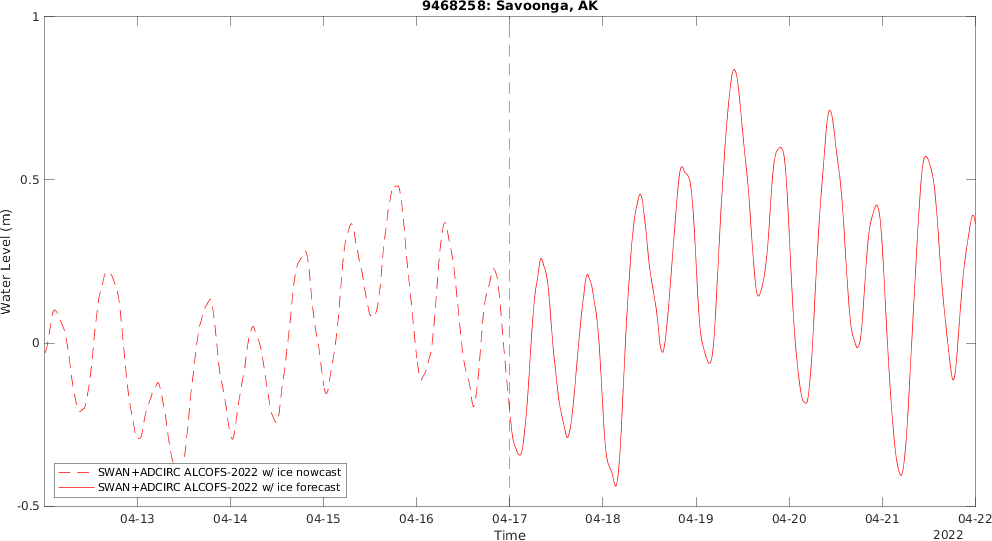 9468258: Savoonga, AK
1
0.5
0
-0.5
Water Level (m)
SWAN+ADCIRC ALCOFS-2022 w/ ice nowcast
SWAN+ADCIRC ALCOFS-2022 w/ ice forecast
04-13 04-14 04-15 04-16 04-17 04-18 04-19 04-20 04-21 04-22
Time
2022